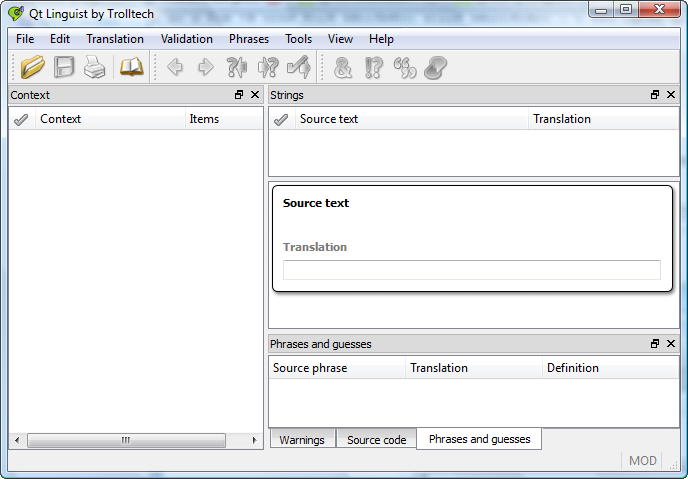 Qt Linguist by Trolltech
File Edit Translation Validation Phrases Tools View Help
Context
Context Items
Strings
Source text Translation
Source text
Translation
Phrases and guesses
Source phrase Translation Definition
Warnings Source code Phrases and guesses
MOD